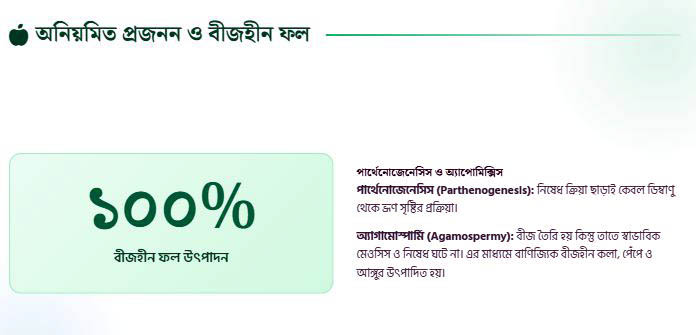 অনিয়মিত প্রজনন ও বীজহীন ফল
১০০%
বীজহীন ফল উৎপাদন
পার্থেনোজেনেসিস ও অ্যাপোমিক্সিস
পার্থেনোজেনেসিস (Parthenogenesis): নিষেধ ক্রিয়া ছাড়াই কেবল ডিম্বাণু
থেকে ভ্রূণ সৃষ্টির প্রক্রিয়া।
অ্যাগামোস্পার্মি (Agamospermy): বীজ তৈরি হয় কিন্তু তাতে স্বাভাবিক
মেওসিস ও নিষেধ ঘটে না। এর মাধ্যমে বাণিজ্যিক বীজহীন কলা, পেঁপে ও
আঙ্গুর উৎপাদিত হয়।